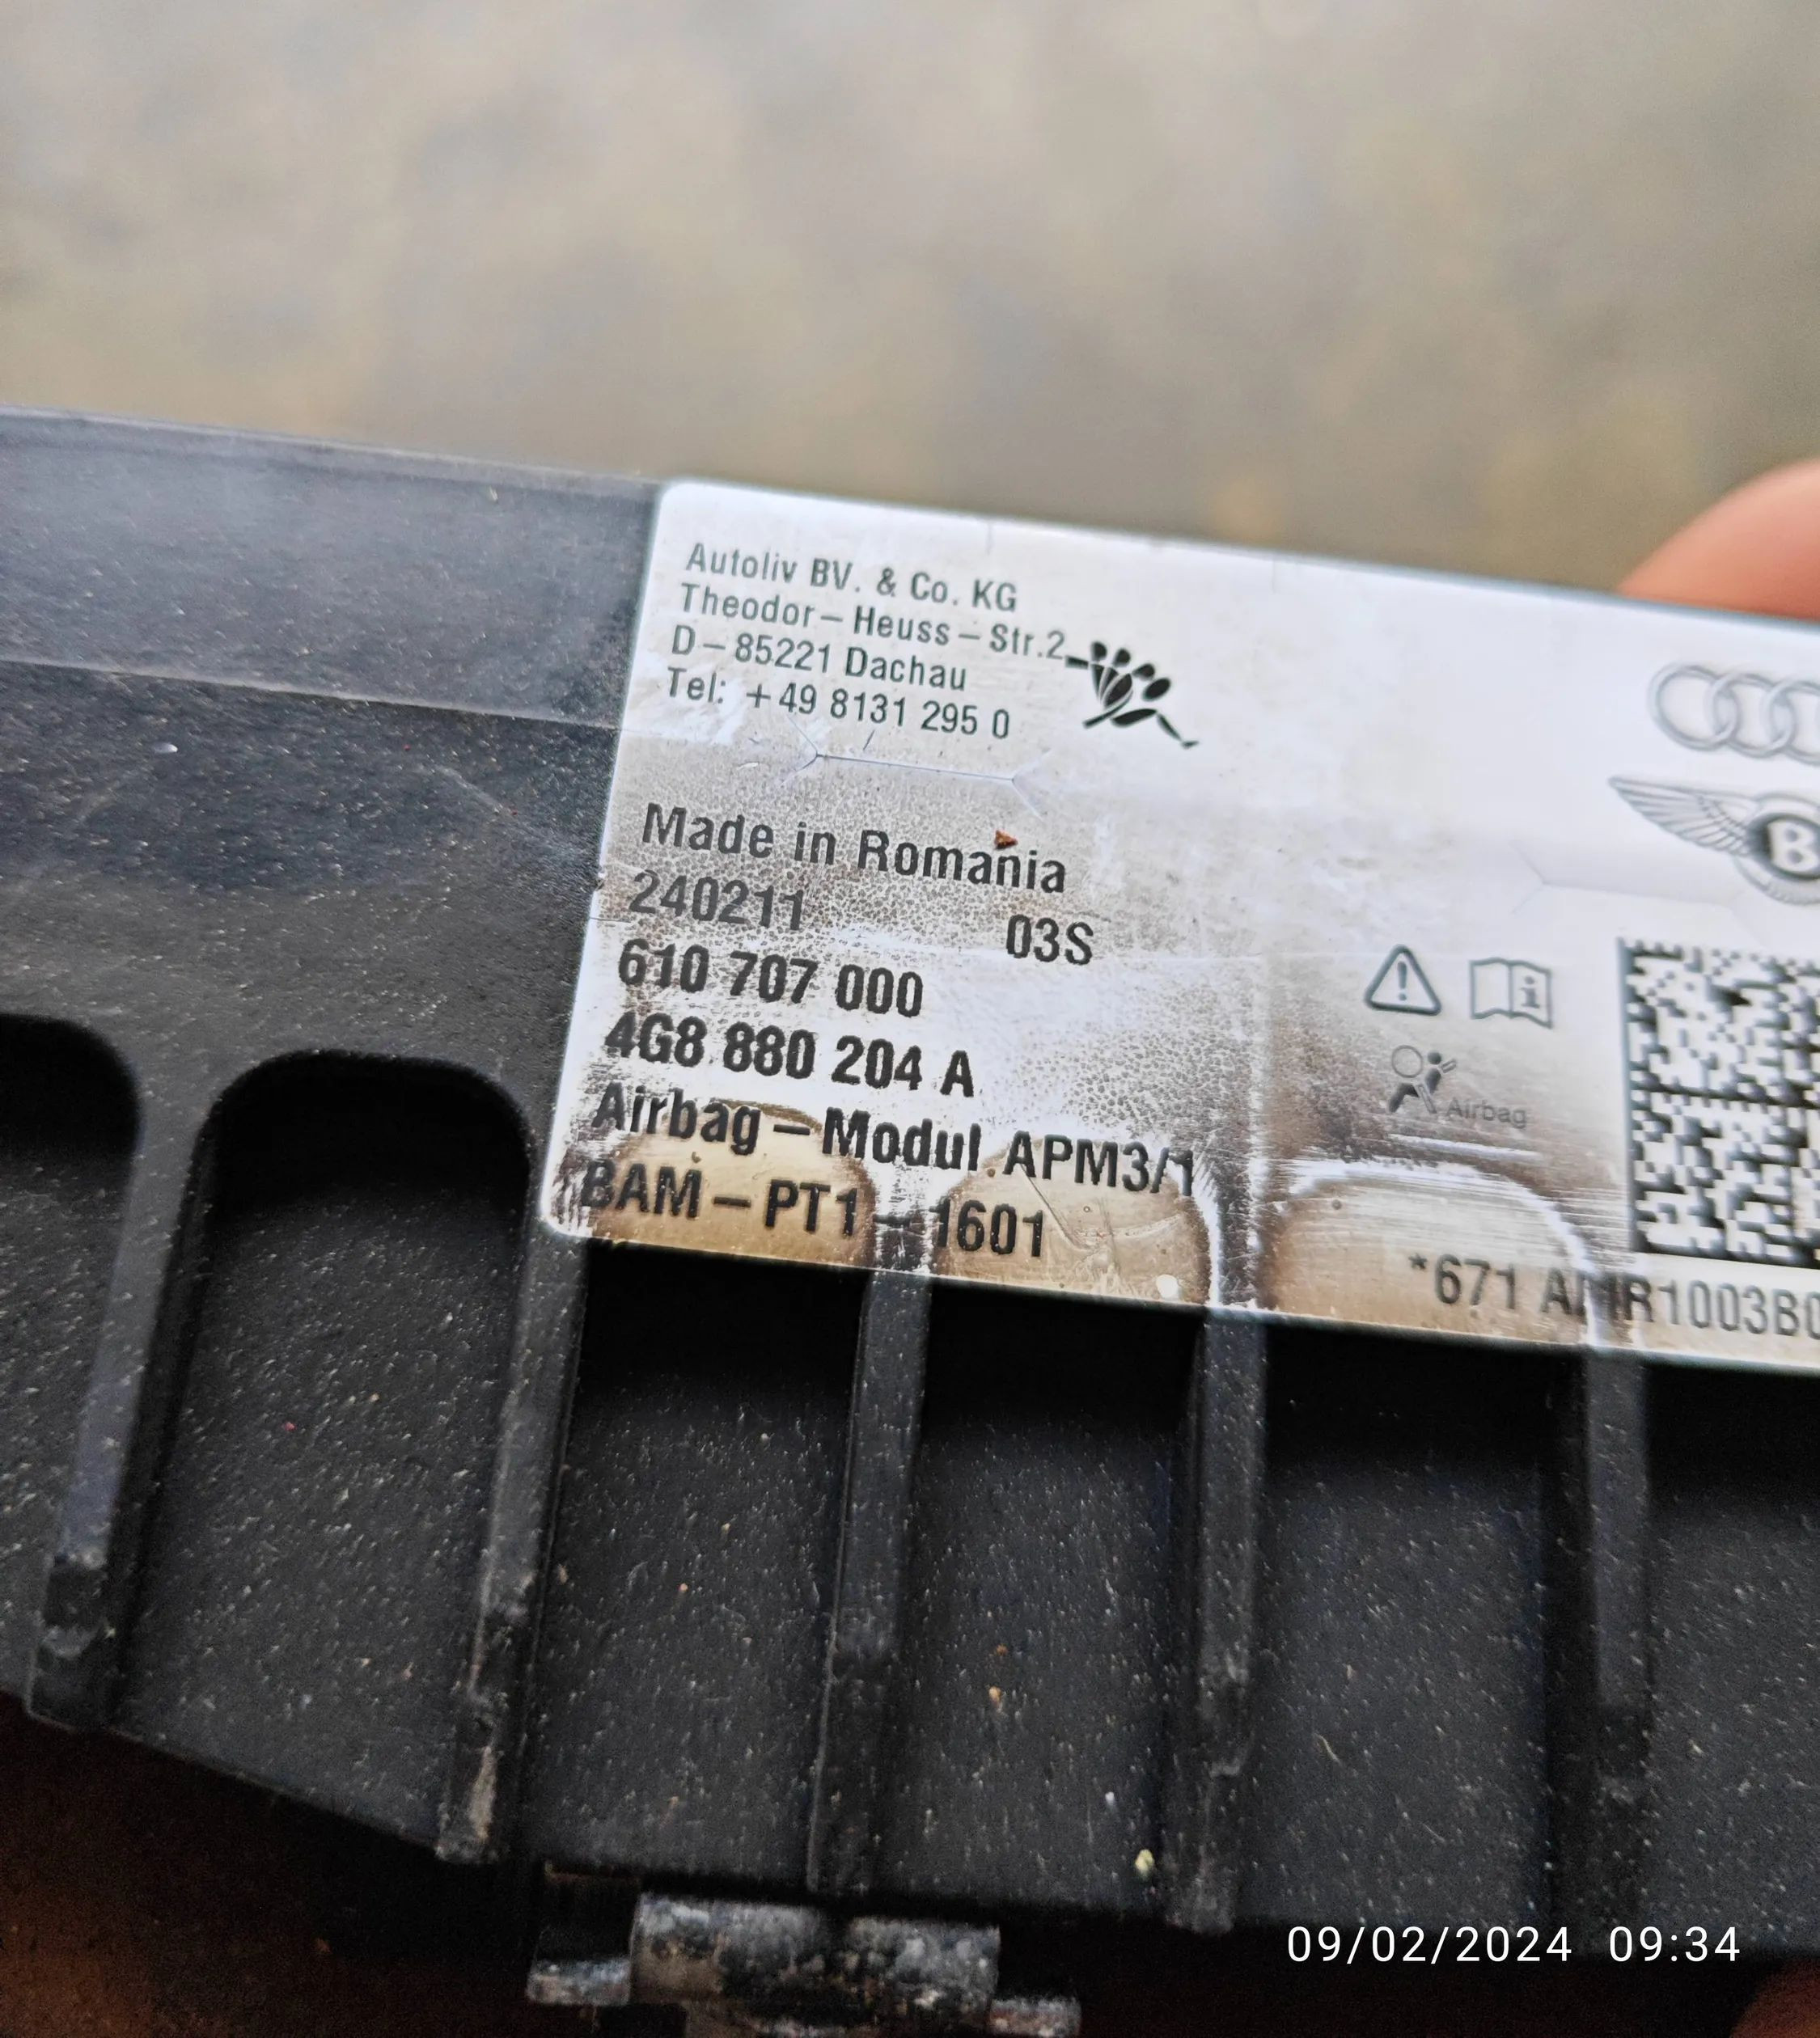 Autoliv BV. & Co. KG
Theodor – Heuss – Str.2
D – 85221 Dachau
Tel: +49 8131 295 0
Made in Romania
240211 03S
610 707 000
4G8 880 204 A
Airbag – Modul APM3/1
BAM – PT1 – 1601
B
Airbag
*671 AMR1003B0
09/02/2024 09:34